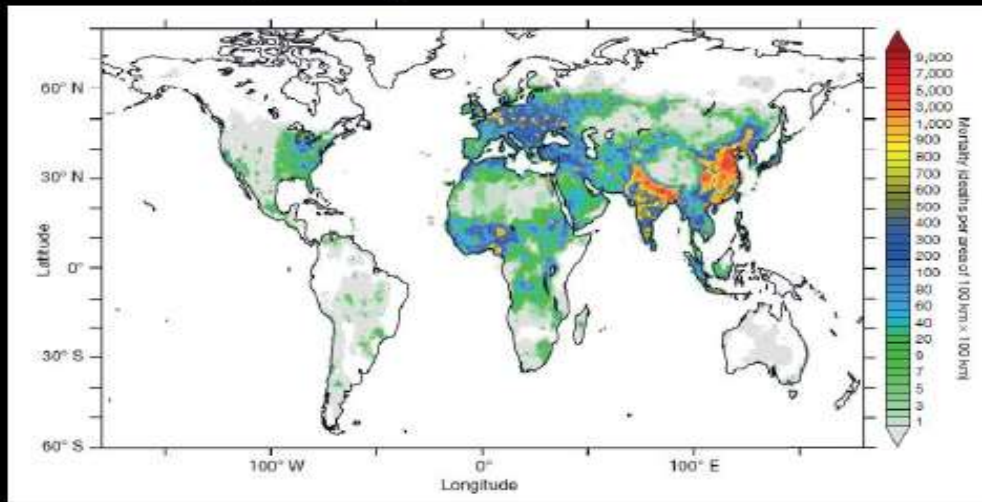 60° N
30° N
0°
30° S
60° S
Latitude
100° W
0°
100° E
Longitude
9,000
7,000
5,000
3,000
1,000
900
800
700
600
500
400
300
200
100
80
60
40
20
9
7
5
3
1
Mortality (deaths per area of 100 km × 100 km)